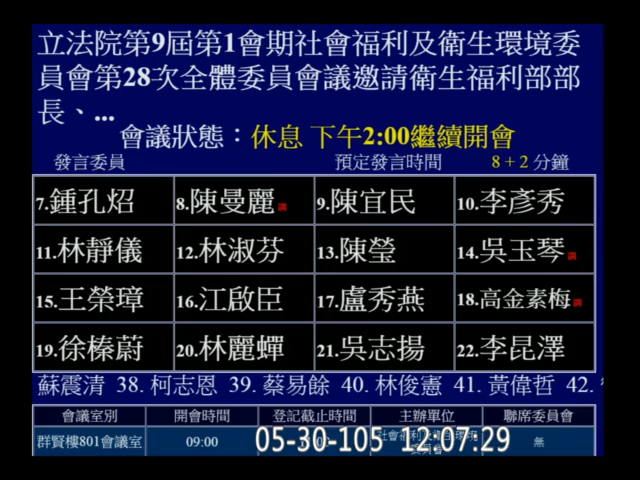 立法院第9屆第1會期社會福利及衛生環境委
員會第28次全體委員會議邀請衛生福利部部
長、...
會議狀態：休息 下午2:00繼續開會
發言委員 預定發言時間 8 + 2 分鐘
7.鍾孔炤 8.陳曼麗 9.陳宜民 10.李彥秀
11.林靜儀 12.林淑芬 13.陳瑩 14.吳玉琴
15.王榮璋 16.江啟臣 17.盧秀燕 18.高金素梅
19.徐榛蔚 20.林麗蟬 21.吳志揚 22.李昆澤
蘇震清 38. 柯志恩 39. 蔡易餘 40. 林俊憲 41. 黃偉哲 42.
會議室別 開會時間 登記截止時間 主辦單位 聯席委員會
群賢樓801會議室 09:00 無
05-30-105 12:07:29